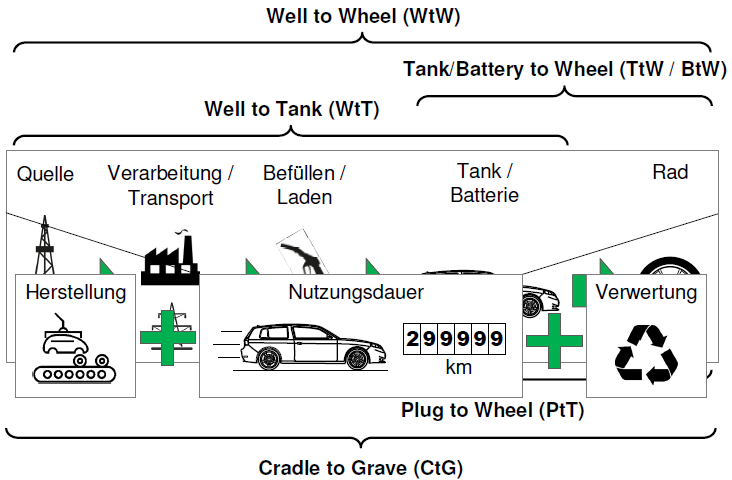 Well to Wheel (WtW)
Tank/Battery to Wheel (TtW / BtW)
Well to Tank (WtT)
Quelle
Verarbeitung /
Transport
Befüllen /
Laden
Tank /
Batterie
Rad
Herstellung
Nutzungsdauer
299999
km
Verwertung
Plug to Wheel (PtT)
Cradle to Grave (CtG)